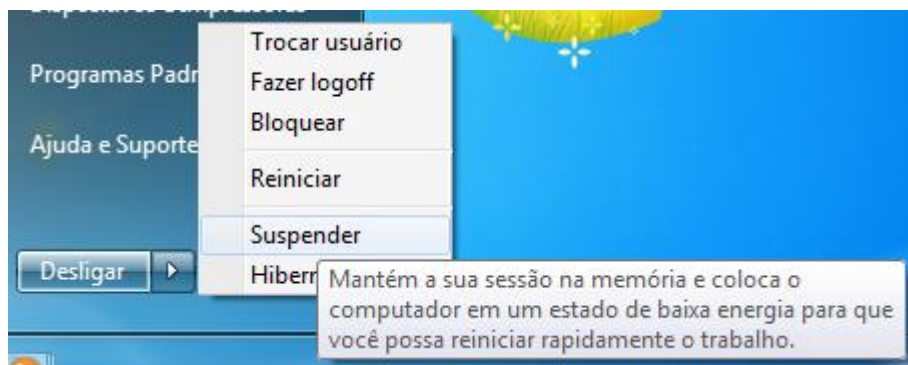 Trocar usuário
Programas Padr
Fazer logoff
Bloquear
Ajuda e Suporte
Reiniciar
Suspender
Desligar
Hibern
Mantém a sua sessão na memória e coloca o
computador em um estado de baixa energia para que
você possa reiniciar rapidamente o trabalho.